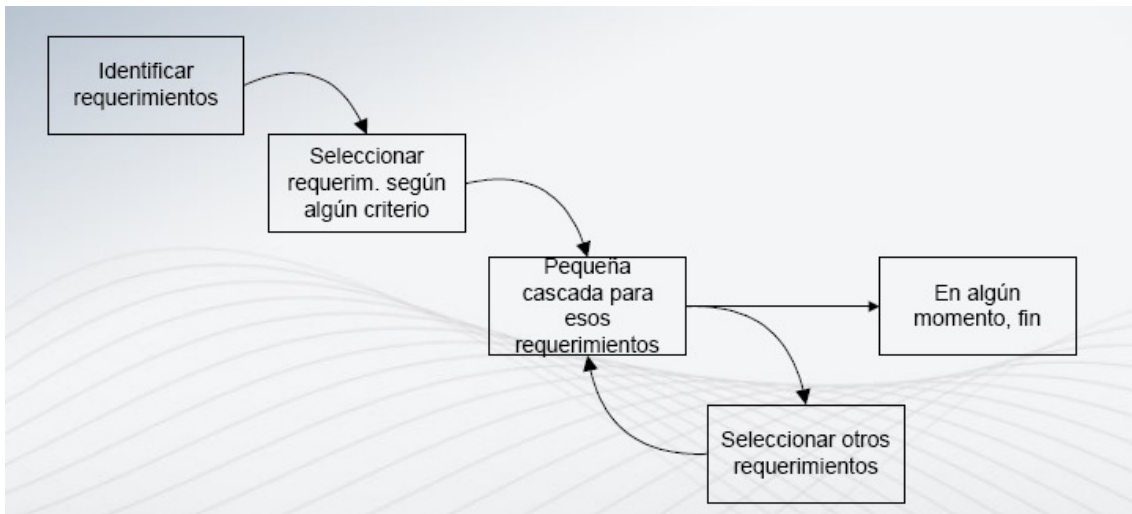 Identificar
requerimientos
Seleccionar
requerim. según
algún criterio
Pequeña
cascada para
esos
requerimientos
En algún
momento, fin
Seleccionar otros
requerimientos